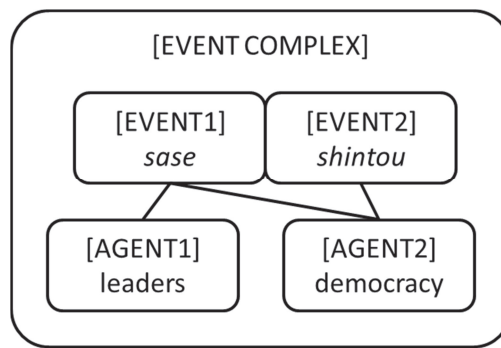 [EVENT COMPLEX]
[EVENT1]
sase
[EVENT2]
shintou
[AGENT1]
leaders
[AGENT2]
democracy